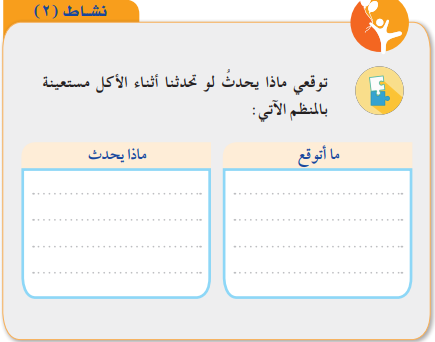 نشاط (٢)
توقعي ماذا يحدثُ لو تحدثنا أثناء الأكل مستعينة
بالمنظم الآتي:
ما أتوقع
ماذا يحدث